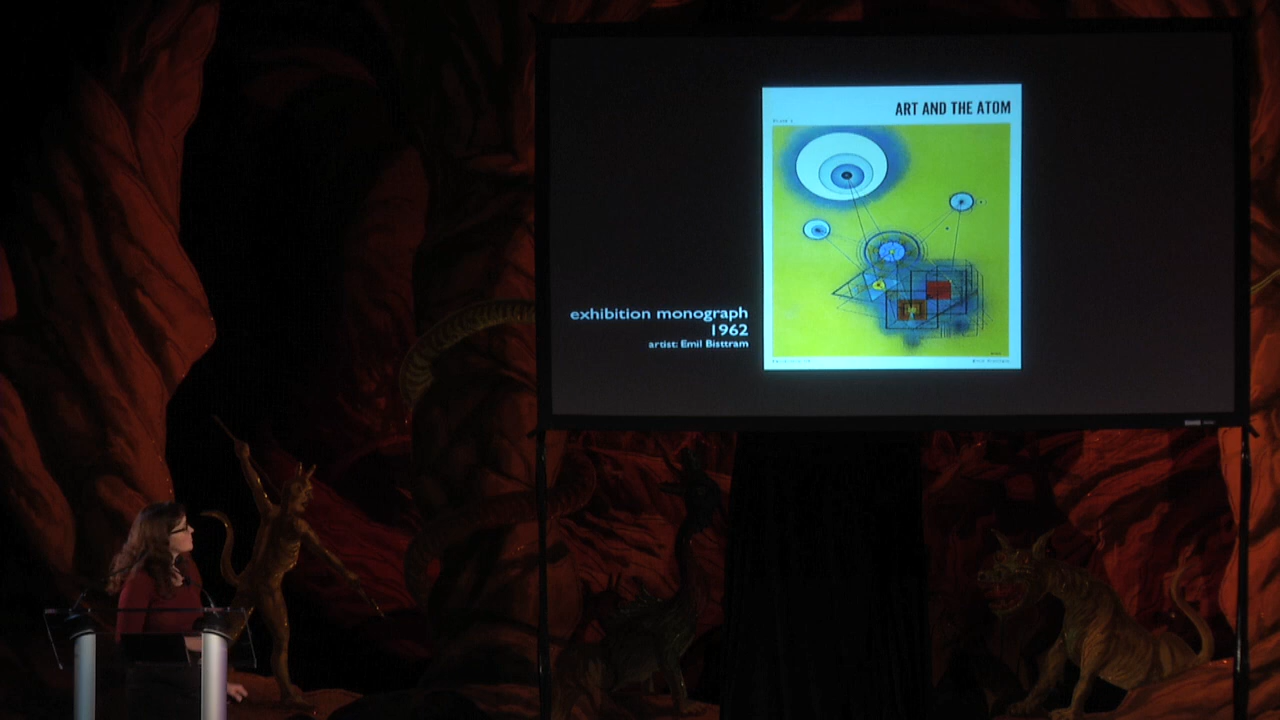 ART AND THE ATOM
exhibition monograph
1962
artist: Emil Bisttram